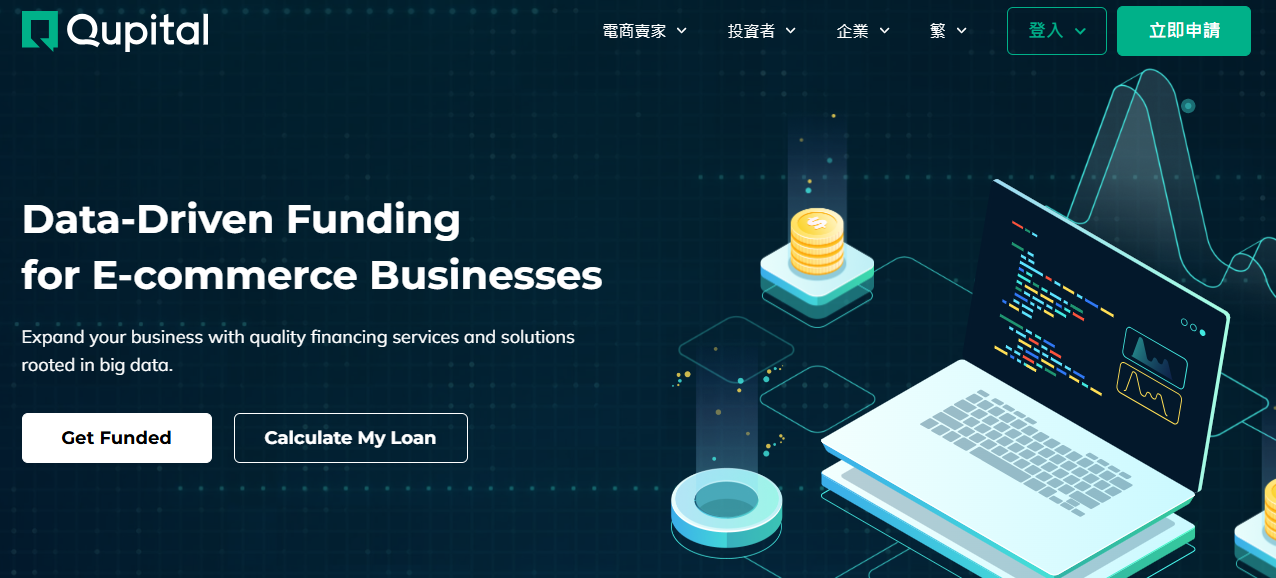 Qupital
電商賣家
投資者
企業
繁
登入
立即申請
Data-Driven Funding
for E-commerce Businesses
Expand your business with quality financing services and solutions
rooted in big data.
Get Funded
Calculate My Loan